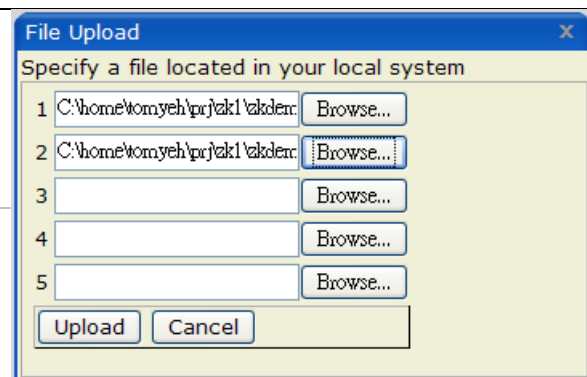 File Upload x
Specify a file located in your local system
1 C:\home\tomyeh\prj\zk1\zkdem Browse...
2 C:\home\tomyeh\prj\zk1\zkdem Browse...
3 Browse...
4 Browse...
5 Browse...
Upload Cancel